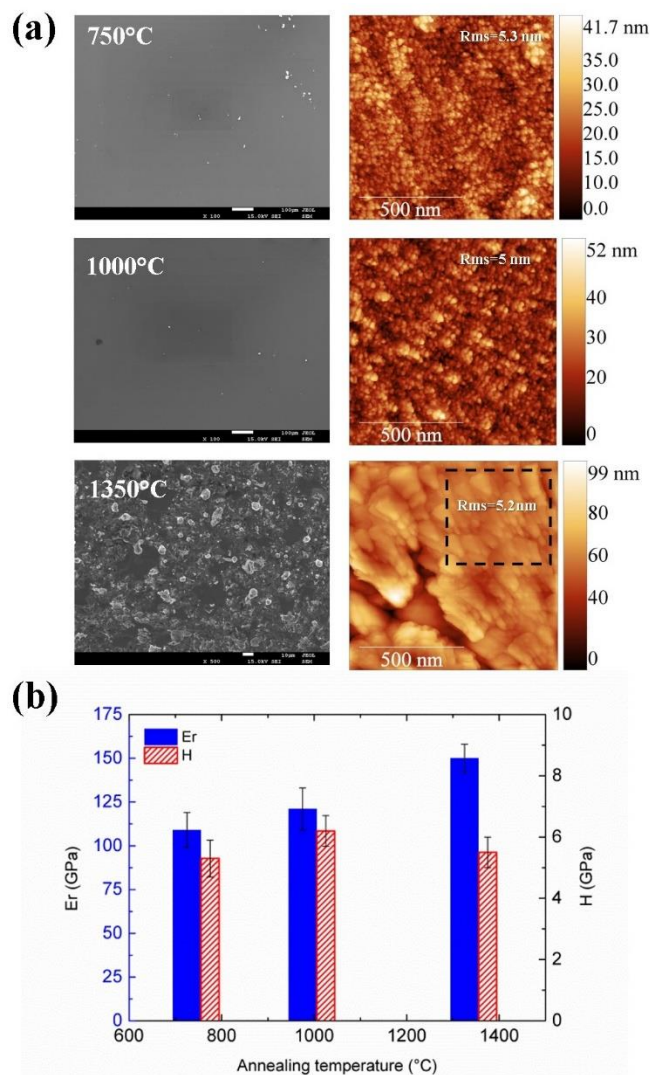 (a)
750°C
X 100 15.0kV SEI 100µm JEOL SEM
Rms=5.3 nm
500 nm
41.7 nm
35.0
30.0
25.0
20.0
15.0
10.0
0.0
1000°C
X 100 15.0kV SEI 100µm JEOL SEM
Rms=5 nm
500 nm
52 nm
40
30
20
0
1350°C
X 500 15.0kV SEI 10µm JEOL SEM
Rms=5.2nm
500 nm
99 nm
80
60
40
0
(b)
175
150
125
100
75
50
25
0
Er (GPa)
Er
H
10
8
6
4
2
0
H (GPa)
600 800 1000 1200 1400
Annealing temperature (°C)